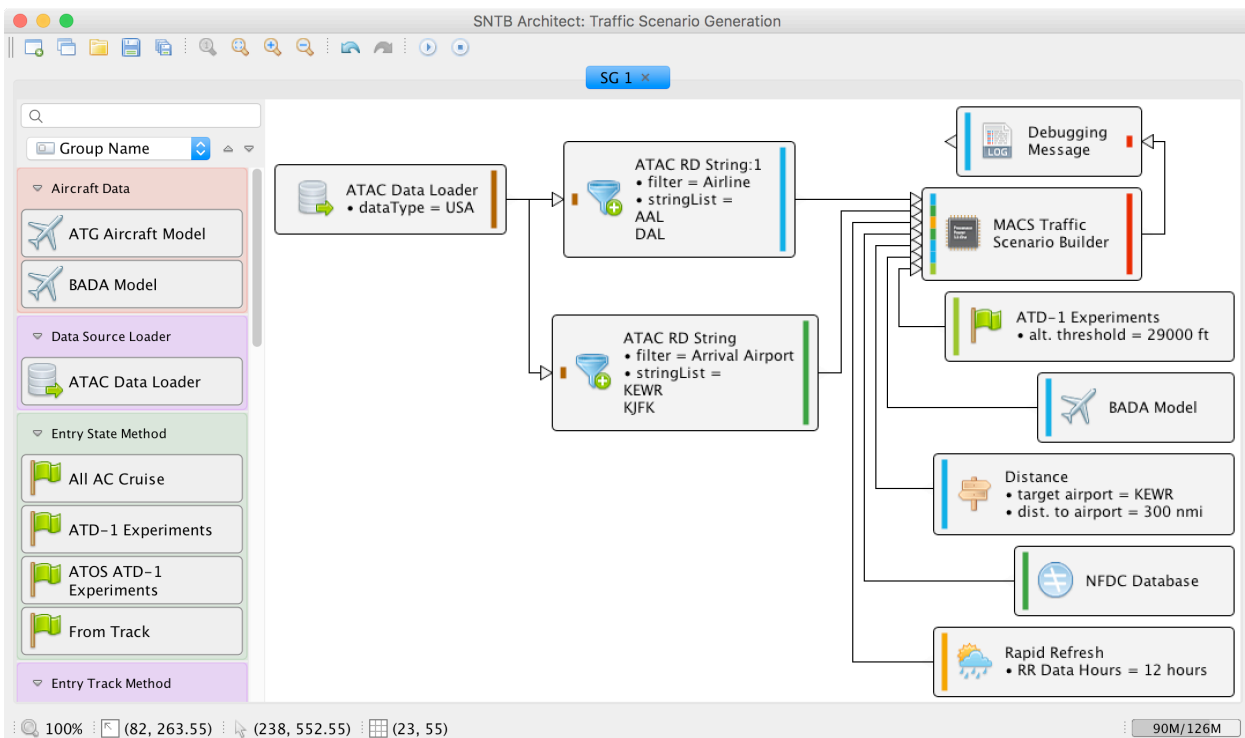 SNTB Architect: Traffic Scenario Generation
SG 1
Group Name
Aircraft Data
ATG Aircraft Model
BADA Model
Data Source Loader
ATAC Data Loader
Entry State Method
All AC Cruise
ATD-1 Experiments
ATOS ATD-1
Experiments
From Track
Entry Track Method
ATAC Data Loader
• dataType = USA
ATAC RD String:1
• filter = Airline
• stringList =
AAL
DAL
ATAC RD String
• filter = Arrival Airport
• stringList =
KEWR
KJFK
LOG
Debugging
Message
MACS Traffic
Scenario Builder
ATD-1 Experiments
• alt. threshold = 29000 ft
BADA Model
Distance
• target airport = KEWR
• dist. to airport = 300 nmi
NFDC Database
Rapid Refresh
• RR Data Hours = 12 hours
100%
(82, 263.55)
(238, 552.55)
(23, 55)
90M/126M